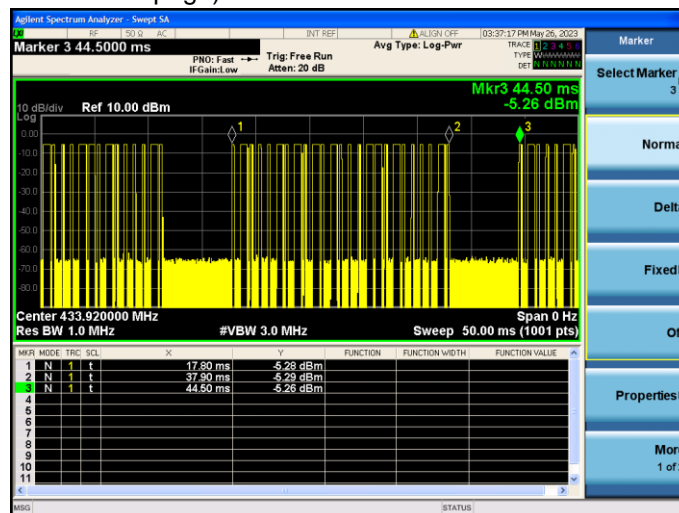 page)
Agilent Spectrum Analyzer - Swept SA
RF 50 Ω AC INT REF ALIGN OFF 03:37:17 PM May 26, 2023
Marker 3 44.5000 ms
PNO: Fast Trig: Free Run Avg Type: Log-Pwr TRACE 1 2 3 4 5 6
IFGain:Low Atten: 20 dB TYPE
DET N N N N N N
Mkr3 44.50 ms
10 dB/div Ref 10.00 dBm -5.26 dBm
Log
1 2 3
0.00
-10.0
-20.0
-30.0
-40.0
-50.0
-60.0
-70.0
-80.0
Center 433.920000 MHz Span 0 Hz
Res BW 1.0 MHz #VBW 3.0 MHz Sweep 50.00 ms (1001 pts)
MKR MODE TRC SCL X Y FUNCTION FUNCTION WIDTH FUNCTION VALUE
1 N 1 t 17.80 ms -5.28 dBm
2 N 1 t 37.90 ms -5.29 dBm
3 N 1 t 44.50 ms -5.26 dBm
4
5
6
7
8
9
10
11
MSG STATUS
Marker
Select Marker
3
Norma
Delt
Fixed
Of
Properties
Mor
1 of